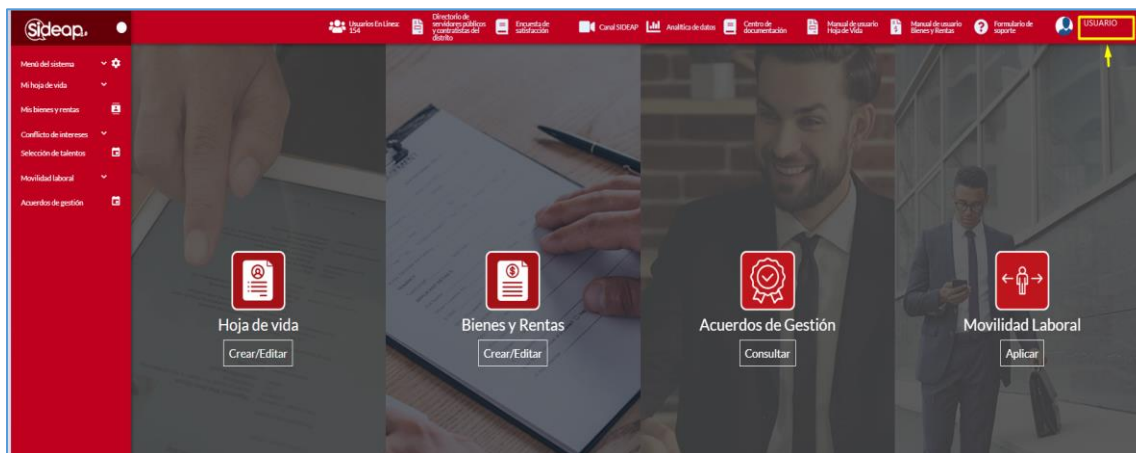 Sideap.
Usuarios En Línea:
154
Directorio de
servidores públicos
y contratistas del
distrito
Encuesta de
satisfacción
Canal SIDEAP
Analítica de datos
Centro de
documentación
Manual de usuario
Hoja de Vida
Manual de usuario
Bienes y Rentas
Formulario de
soporte
USUARIO
Menú del sistema
Mi hoja de vida
Mis bienes y rentas
Conflicto de intereses
Selección de talentos
Movilidad laboral
Acuerdos de gestión
Hoja de vida
Crear/Editar
Bienes y Rentas
Crear/Editar
Acuerdos de Gestión
Consultar
Movilidad Laboral
Aplicar